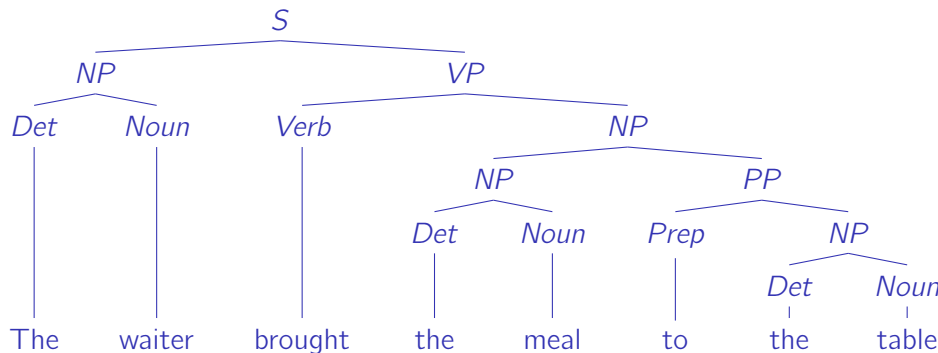 S
NP VP
Det Noun Verb NP
NP PP
Det Noun Prep NP
Det Noun
The waiter brought the meal to the table